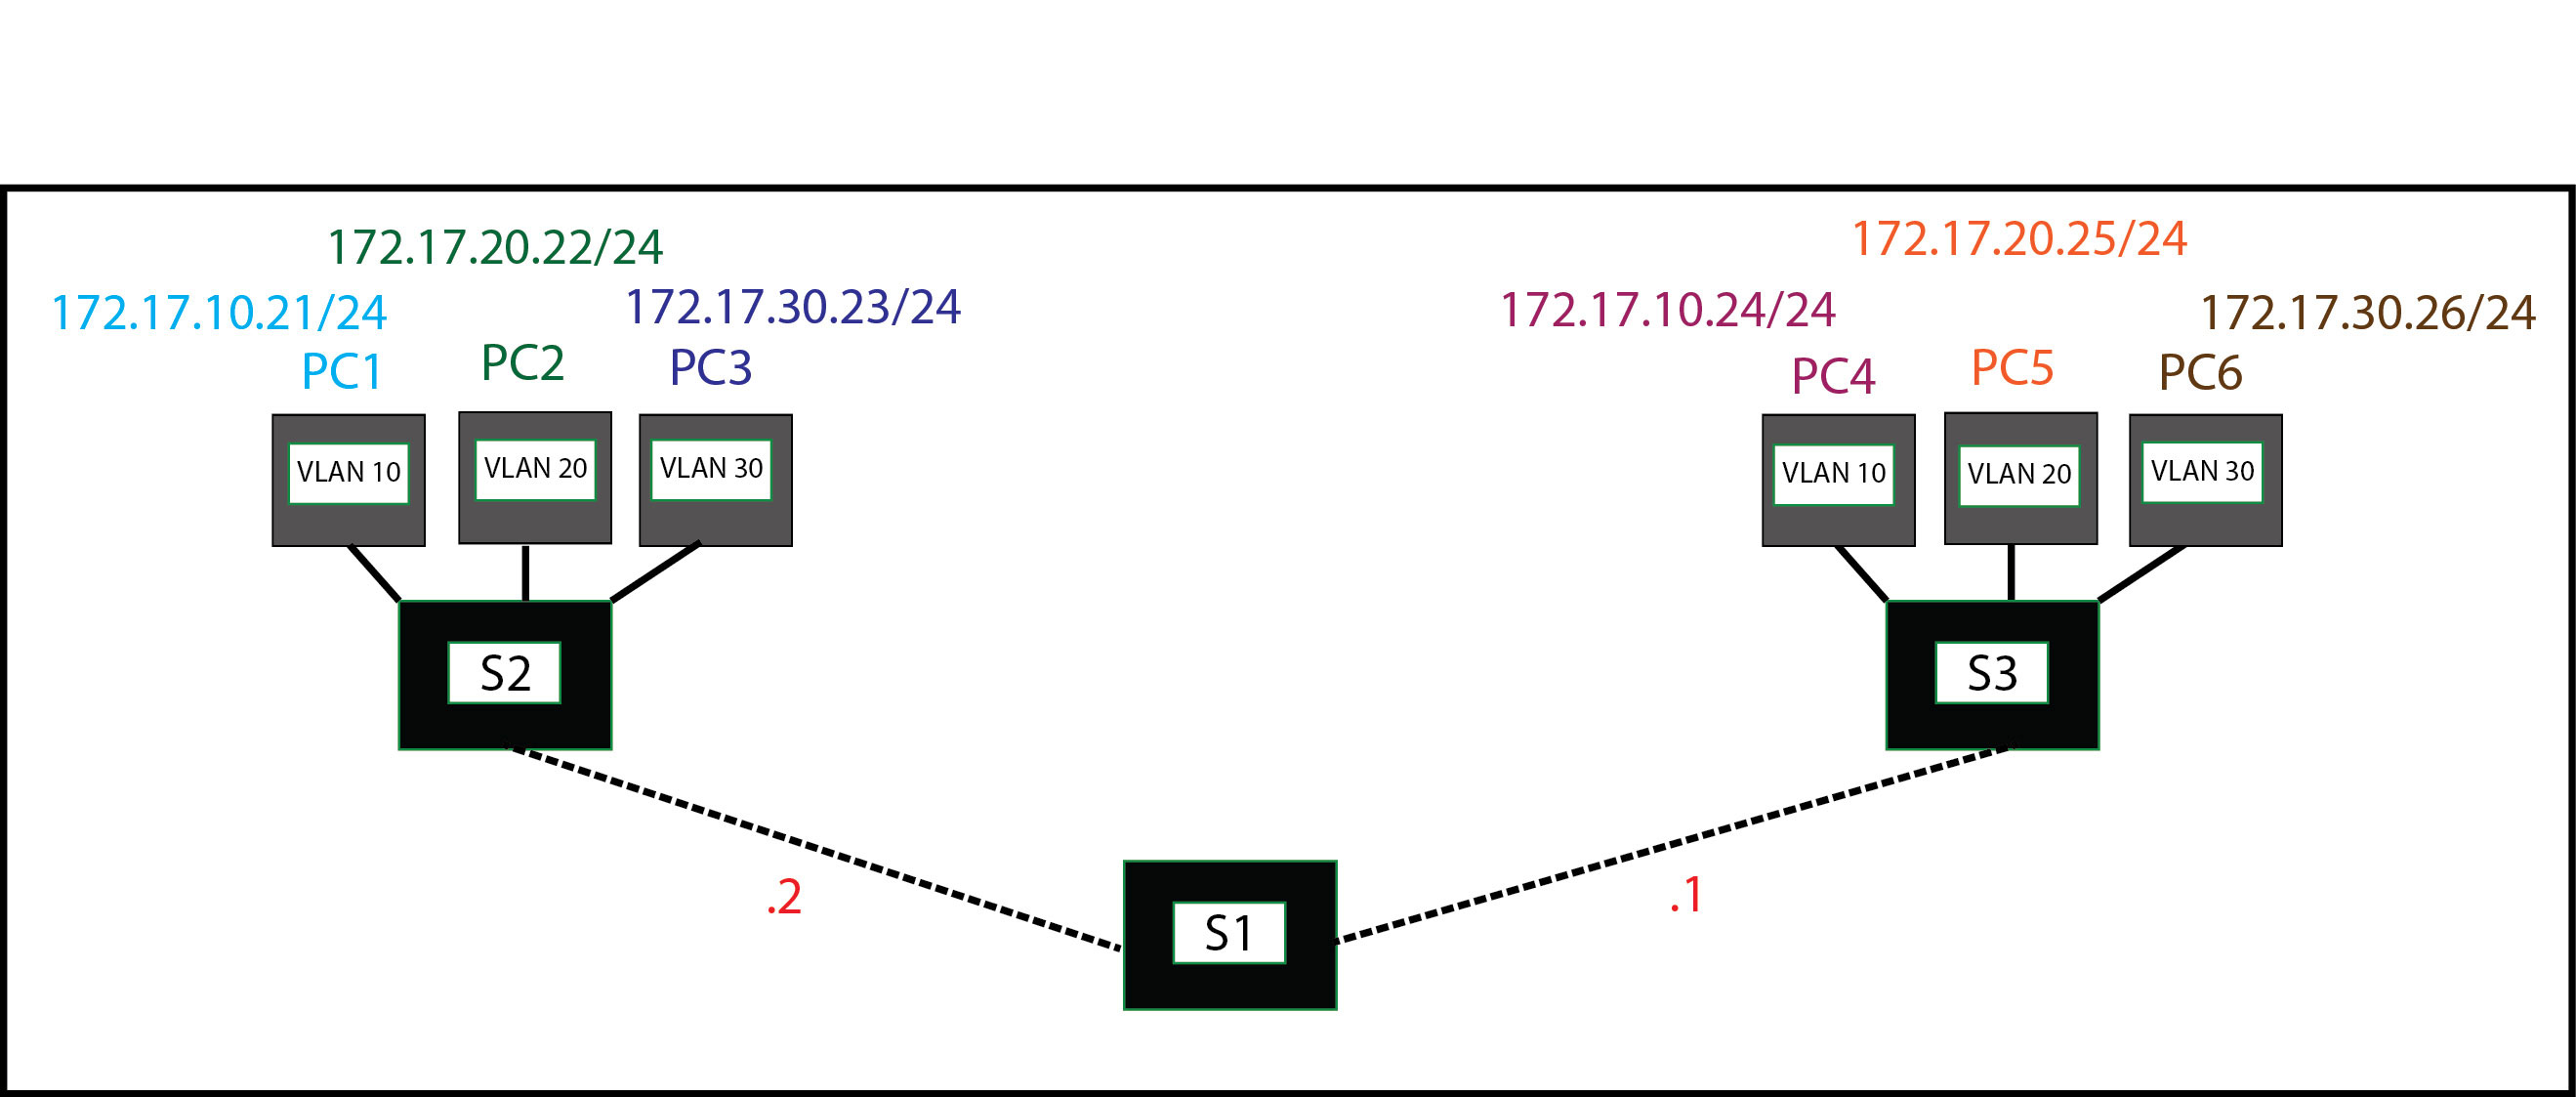 172.17.20.22/24
172.17.10.21/24
172.17.30.23/24
PC1
PC2
PC3
VLAN 10
VLAN 20
VLAN 30
S2
172.17.20.25/24
172.17.10.24/24
172.17.30.26/24
PC4
PC5
PC6
VLAN 10
VLAN 20
VLAN 30
S3
.2
.1
S1